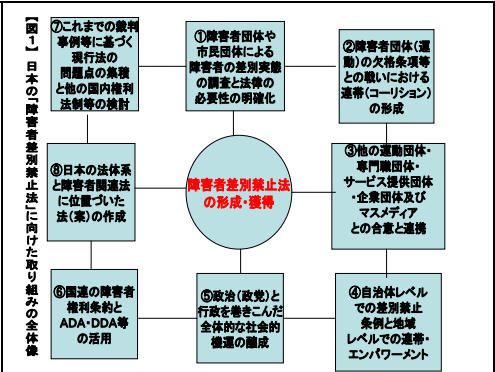 【図１】 日本の「障害者差別禁止法」に向けた取り組みの全体像
①障害者団体や
市民団体による
障害者の差別実態
の調査と法律の
必要性の明確化
②障害者団体(運
動)の欠格条項等
との戦いにおける
連帯(コーリション)
の形成
③他の運動団体・
専門職団体・
サービス提供団体
・企業団体及び
マスメディア
との合意と連携
④自治体レベル
での差別禁止
条例と地域
レベルでの連帯・
エンパワーメント
⑤政治(政党)と
行政を巻きこんだ
全体的な社会的
機運の醸成
⑥国連の障害者
権利条約と
ADA・DDA等
の活用
⑦これまでの裁判
事例等に基づく
現行法の
問題点の集積
と他の国内権利
法制等の検討
⑧日本の法体系
と障害者関連法
に位置づいた
法(案)の作成
障害者差別禁止法
の形成・獲得